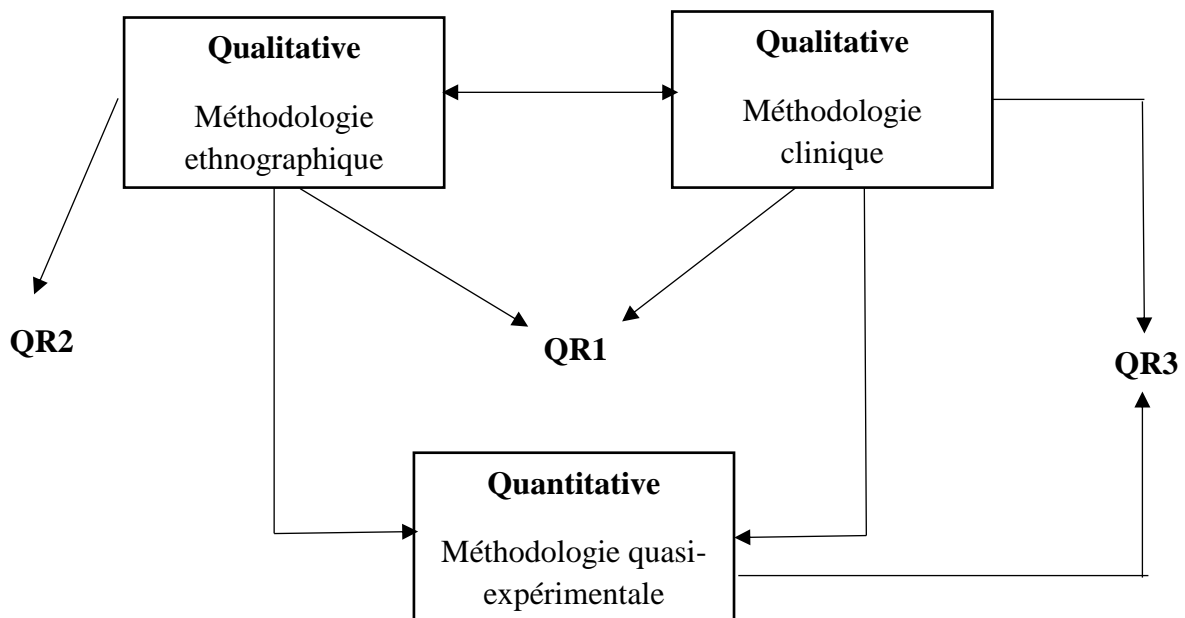 Qualitative
Méthodologie
ethnographique
Qualitative
Méthodologie
clinique
QR2
QR1
QR3
Quantitative
Méthodologie quasi-
expérimentale